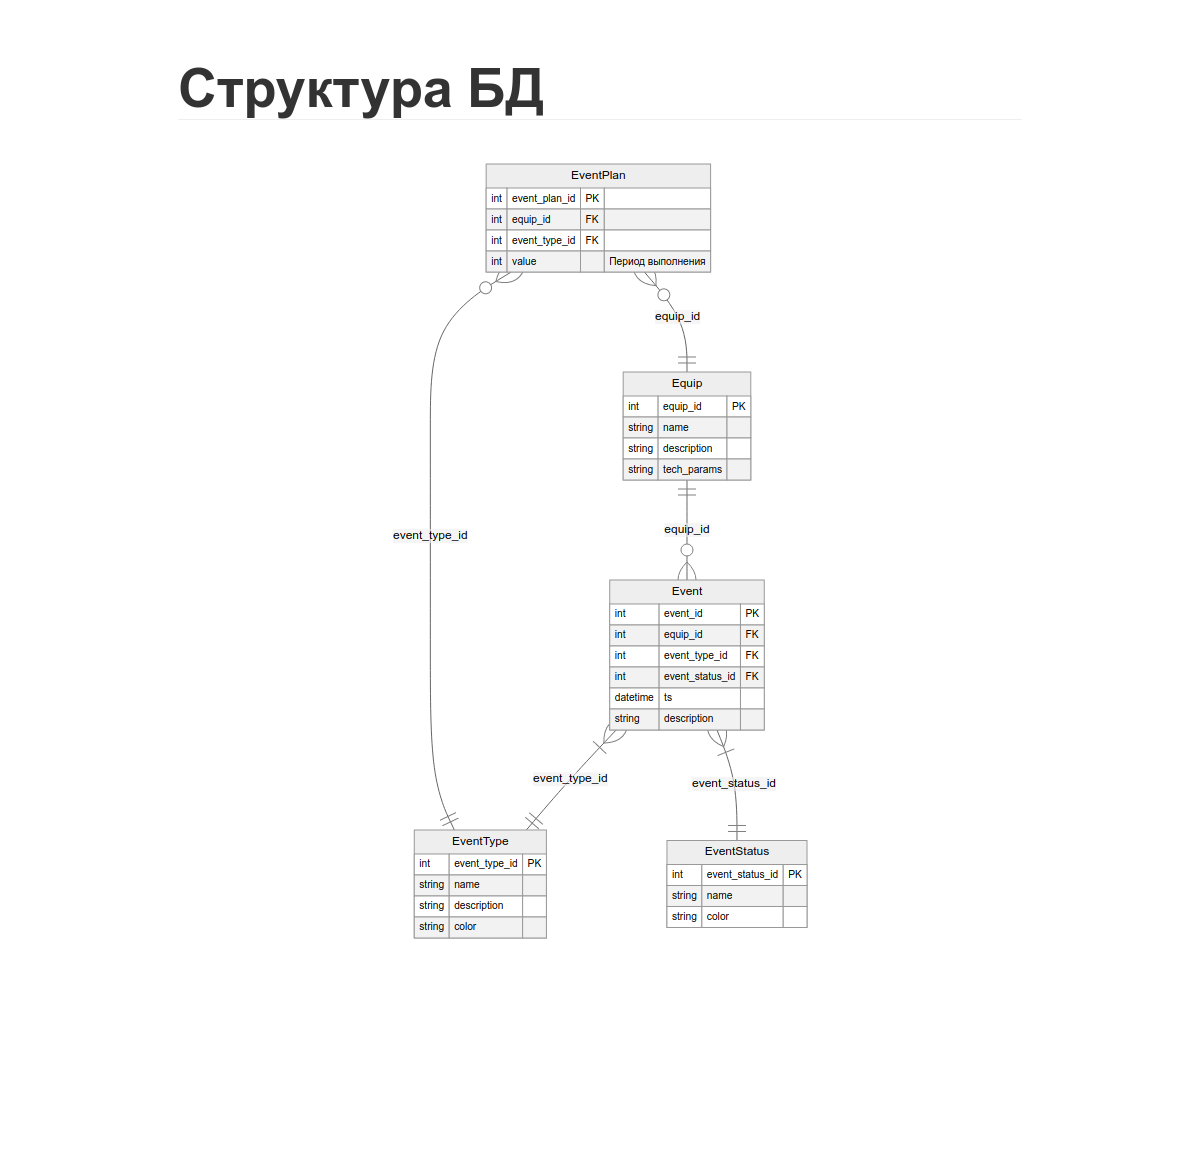 Структура БД
EventPlan
int event_plan_id PK
int equip_id FK
int event_type_id FK
int value Период выполнения
equip_id
Equip
int equip_id PK
string name
string description
string tech_params
event_type_id
equip_id
Event
int event_id PK
int equip_id FK
int event_type_id FK
int event_status_id FK
datetime ts
string description
event_type_id
event_status_id
EventType
int event_type_id PK
string name
string description
string color
EventStatus
int event_status_id PK
string name
string color